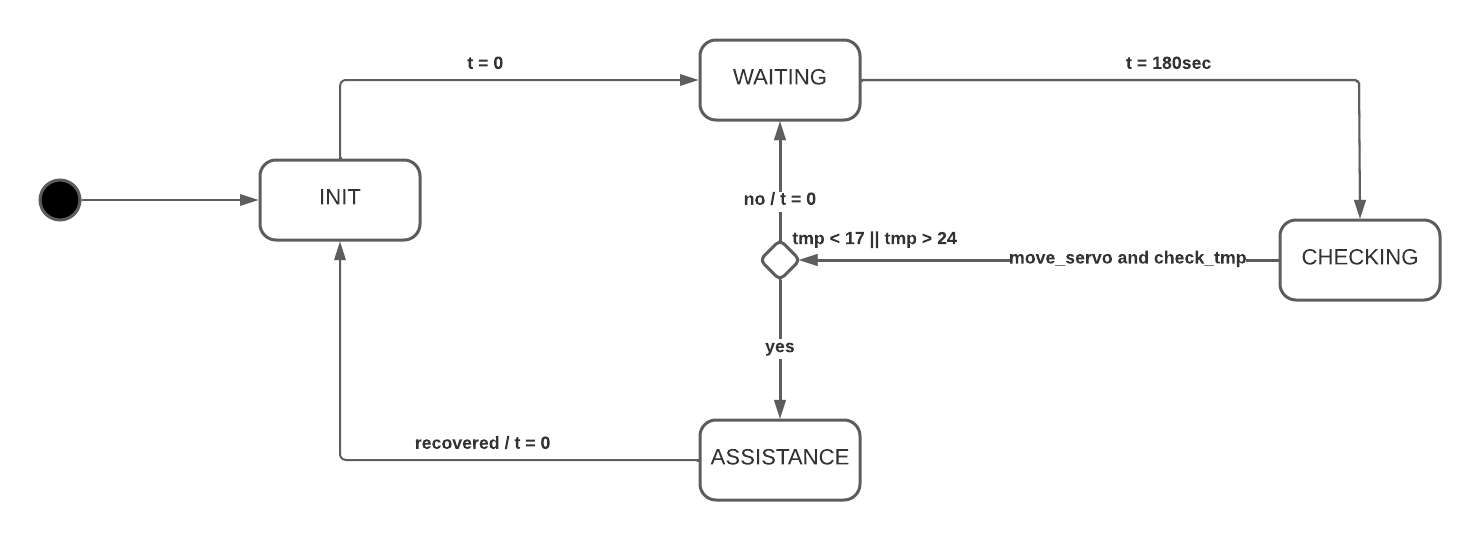 t = 0
WAITING
t = 180sec
INIT
no / t = 0
tmp < 17 || tmp > 24
move_servo and check_tmp
CHECKING
yes
recovered / t = 0
ASSISTANCE